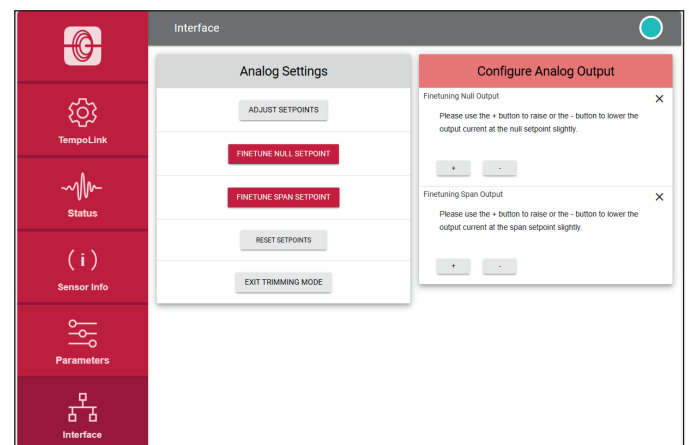 Interface
TempoLink
Status
(i)
Sensor Info
Parameters
Interface
Analog Settings
ADJUST SETPOINTS
FINETUNE NULL SETPOINT
FINETUNE SPAN SETPOINT
RESET SETPOINTS
EXIT TRIMMING MODE
Configure Analog Output
Finetuning Null Output
Please use the + button to raise or the - button to lower the
output current at the null setpoint slightly.
+ -
Finetuning Span Output
Please use the + button to raise or the - button to lower the
output current at the span setpoint slightly.
+ -